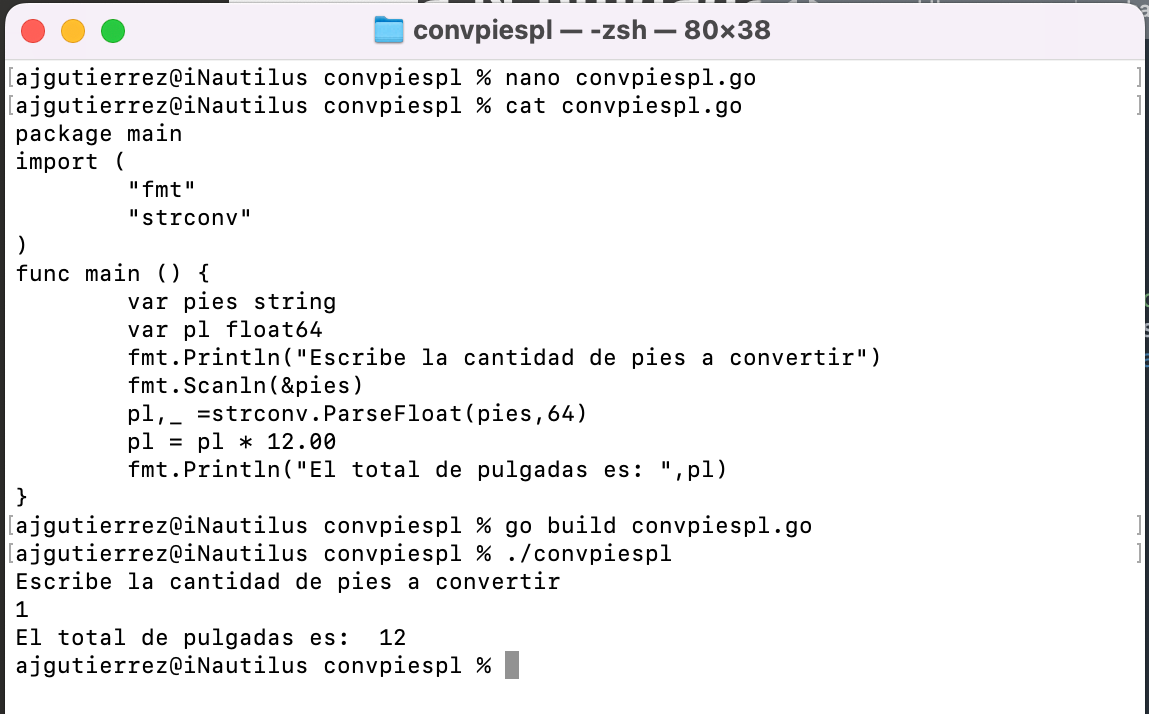 convpiespl — -zsh — 80×38
[ajgutierrez@iNautilus convpiespl % nano convpiespl.go ]
[ajgutierrez@iNautilus convpiespl % cat convpiespl.go ]
package main
import (
        "fmt"
        "strconv"
)
func main () {
        var pies string
        var pl float64
        fmt.Println("Escribe la cantidad de pies a convertir")
        fmt.Scanln(&pies)
        pl,_ =strconv.ParseFloat(pies,64)
        pl = pl * 12.00
        fmt.Println("El total de pulgadas es: ",pl)
}
[ajgutierrez@iNautilus convpiespl % go build convpiespl.go ]
[ajgutierrez@iNautilus convpiespl % ./convpiespl ]
Escribe la cantidad de pies a convertir
1
El total de pulgadas es:  12
ajgutierrez@iNautilus convpiespl %